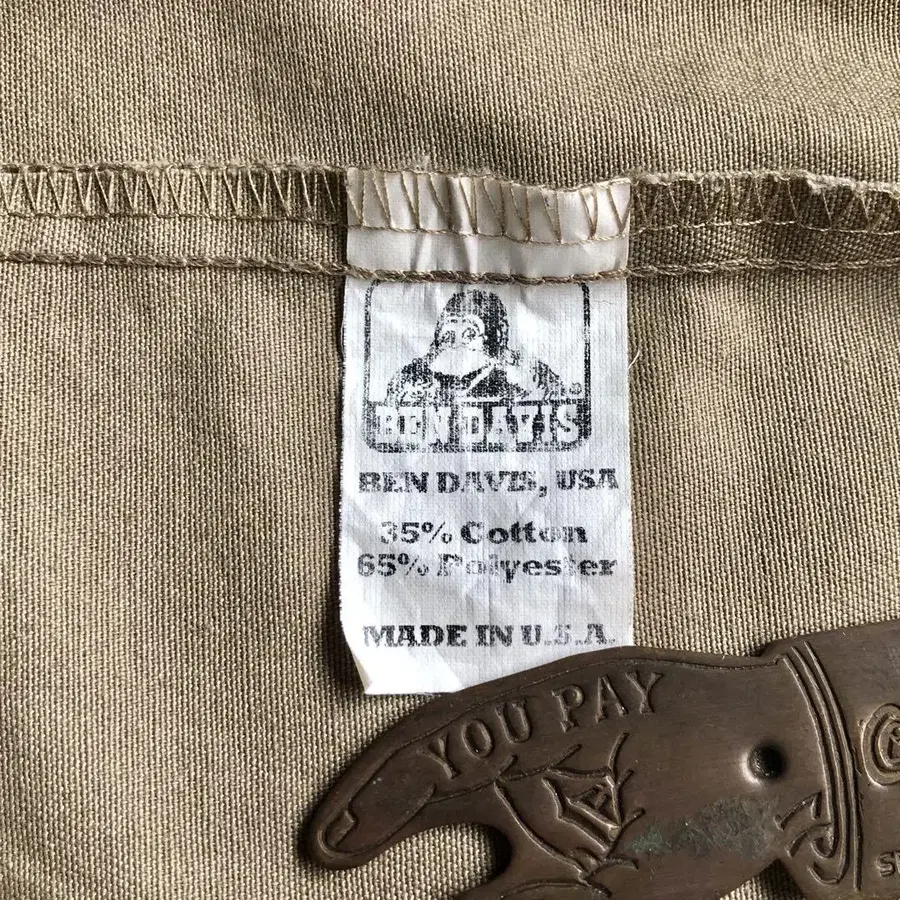 BEN DAVIS
BEN DAVIS, USA
35% Cotton
65% Polyester
MADE IN U.S.A.
YOU PAY